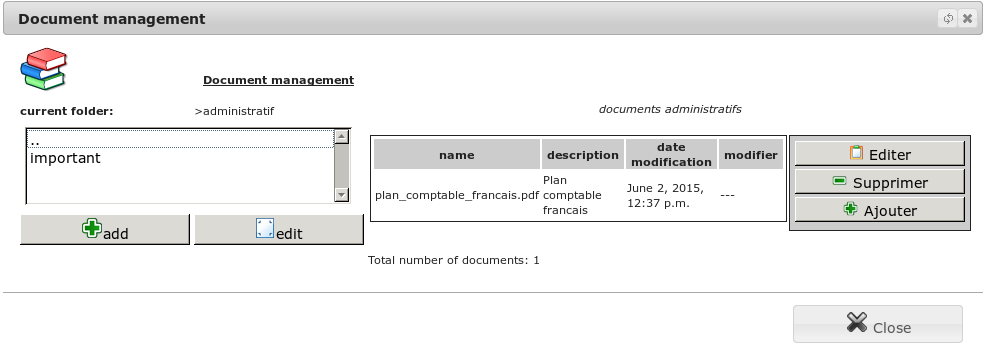 Document management
Document management
current folder: >administratif
documents administratifs
..
important
add
edit
name description date modification modifier
plan_comptable_francais.pdf Plan comptable francais June 2, 2015, 12:37 p.m. ---
Editer
Supprimer
Ajouter
Total number of documents: 1
Close